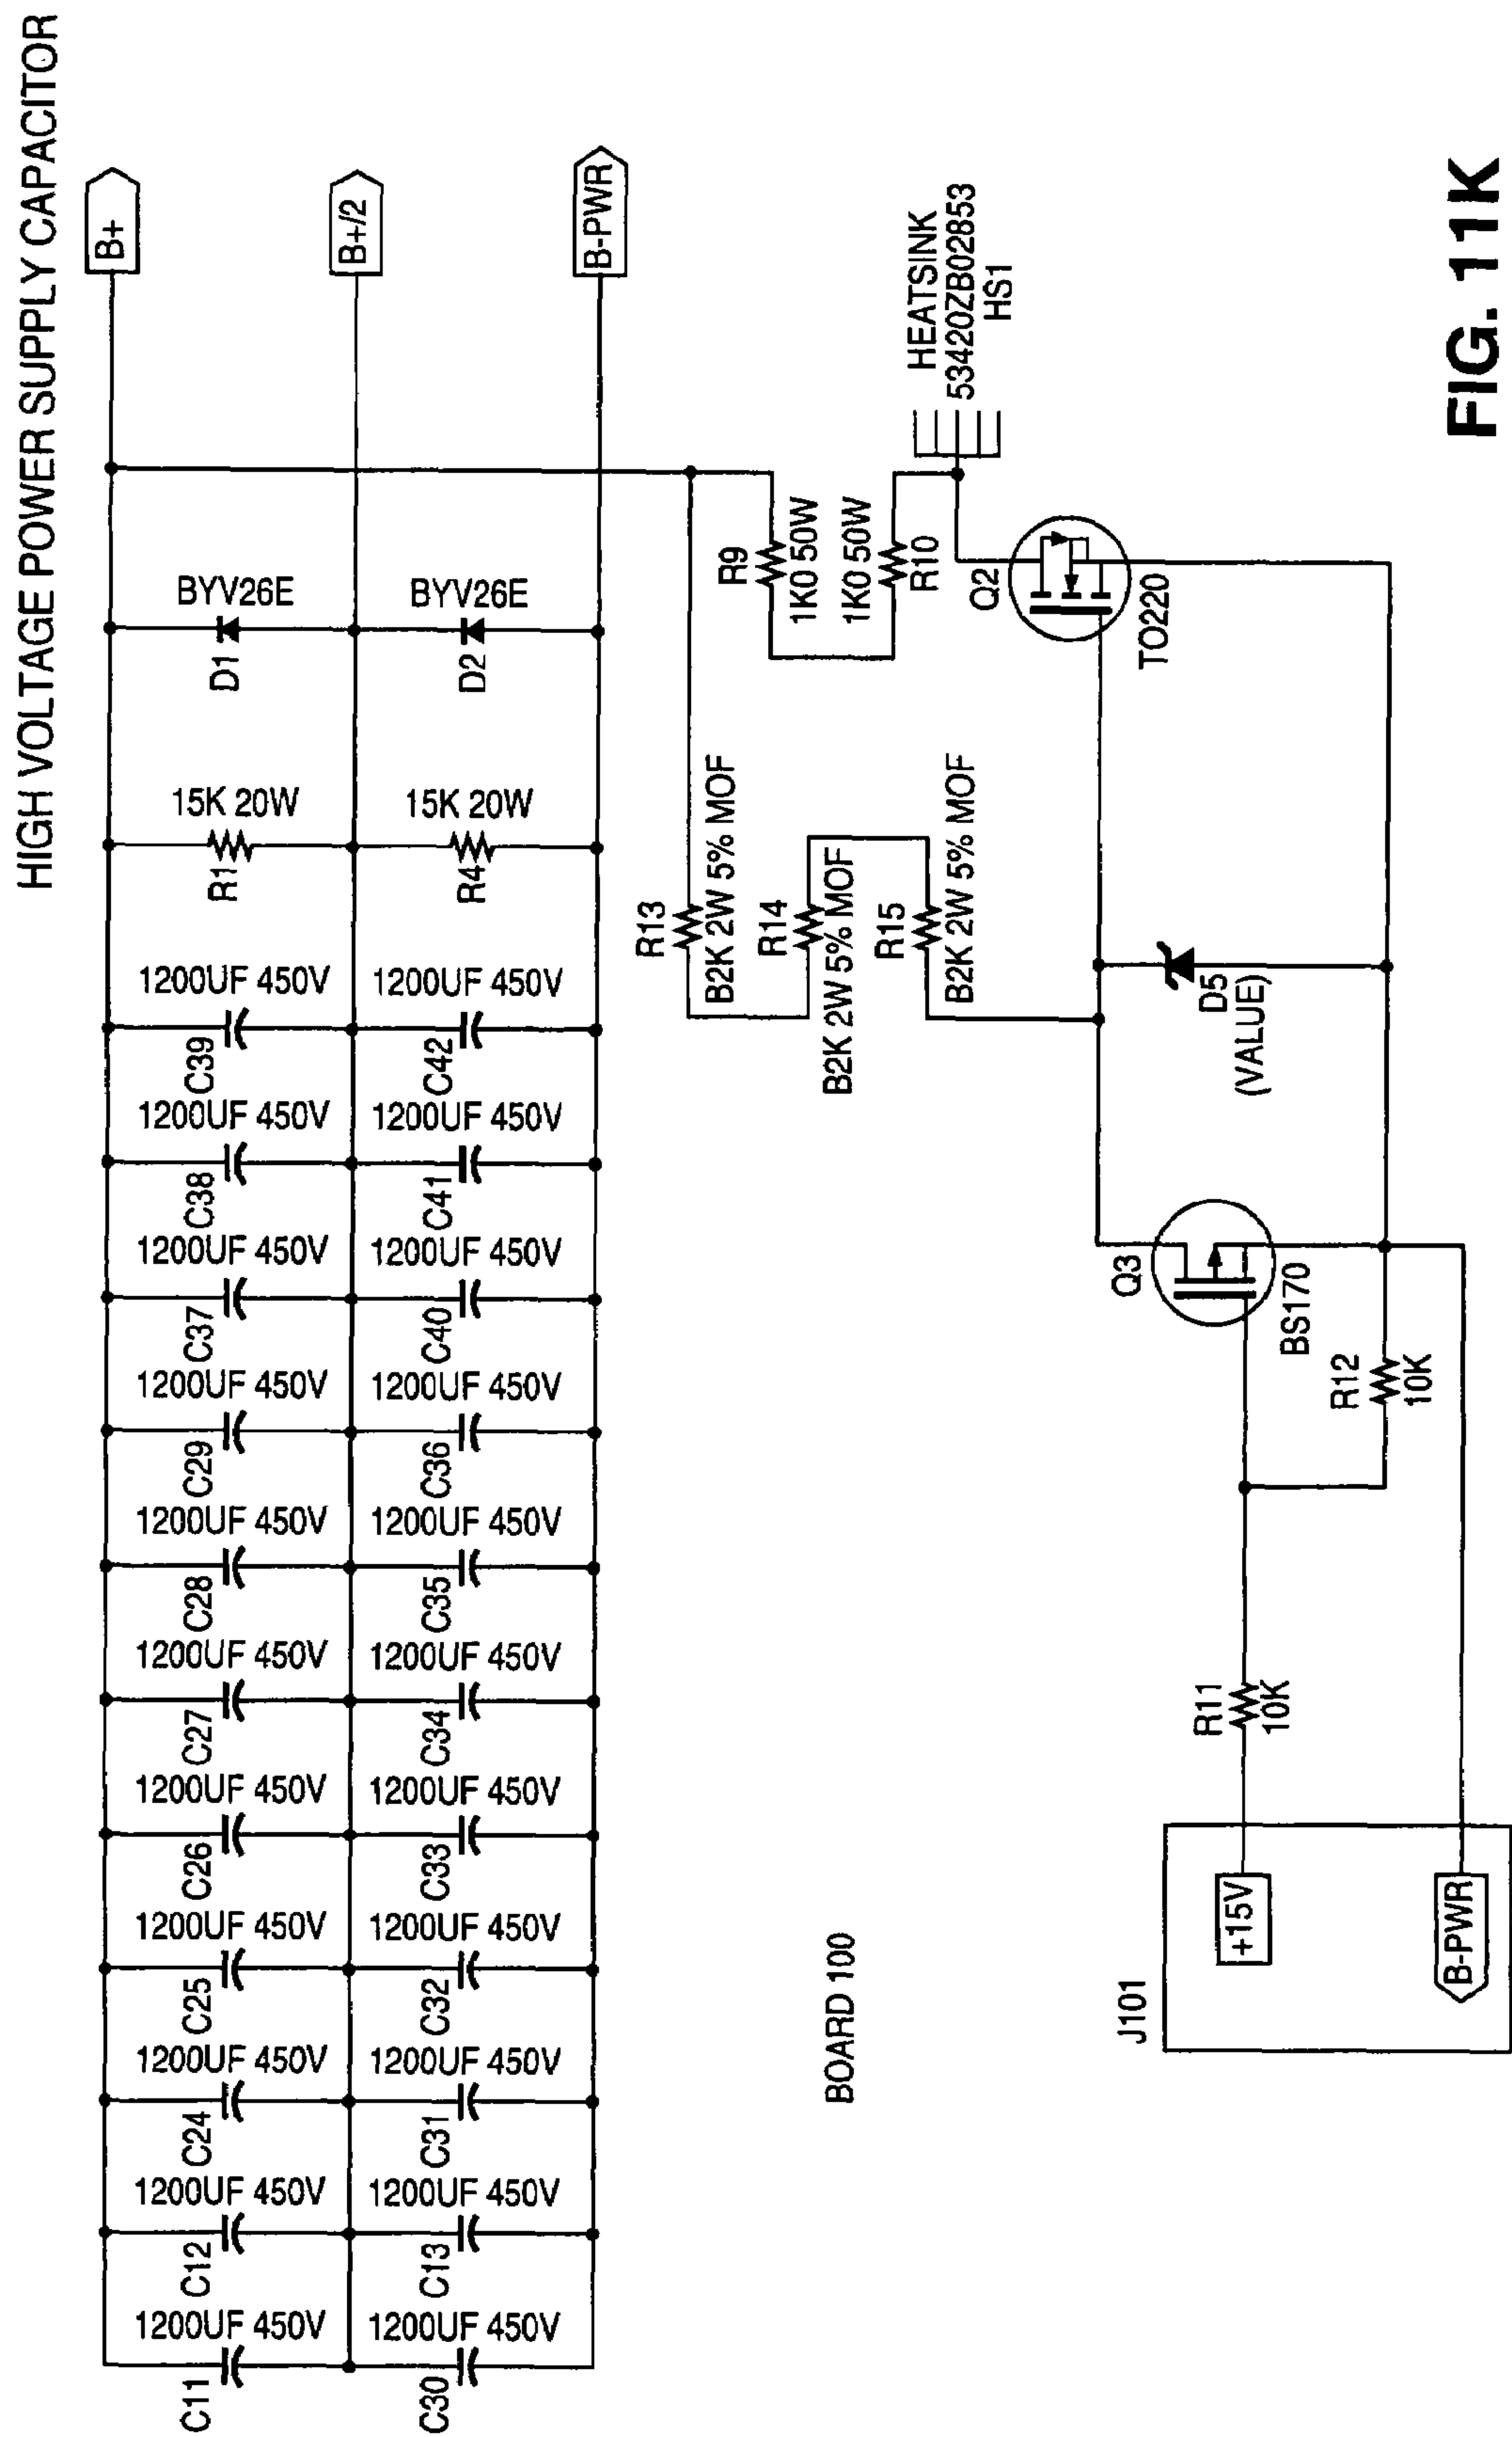 HIGH VOLTAGE POWER SUPPLY CAPACITOR
B+
B+/2
B-PWR
1200UF 450V
C11
1200UF 450V
C12
1200UF 450V
C24
1200UF 450V
C25
1200UF 450V
C26
1200UF 450V
C27
1200UF 450V
C28
1200UF 450V
C29
1200UF 450V
C37
1200UF 450V
C38
1200UF 450V
C39
15K 20W
R1
BYV26E
D1
1200UF 450V
C30
1200UF 450V
C13
1200UF 450V
C31
1200UF 450V
C32
1200UF 450V
C33
1200UF 450V
C34
1200UF 450V
C35
1200UF 450V
C36
1200UF 450V
C40
1200UF 450V
C41
1200UF 450V
C42
15K 20W
R4
BYV26E
D2
R13
B2K 2W 5% MOF
R14
B2K 2W 5% MOF
R15
B2K 2W 5% MOF
R9
1K0 50W
1K0 50W
R10
HEATSINK
53420ZB02853
HS1
Q2
TO220
D5
(VALUE)
Q3
BS170
R12
10K
R11
10K
BOARD 100
J101
+15V
B-PWR
FIG. 11K